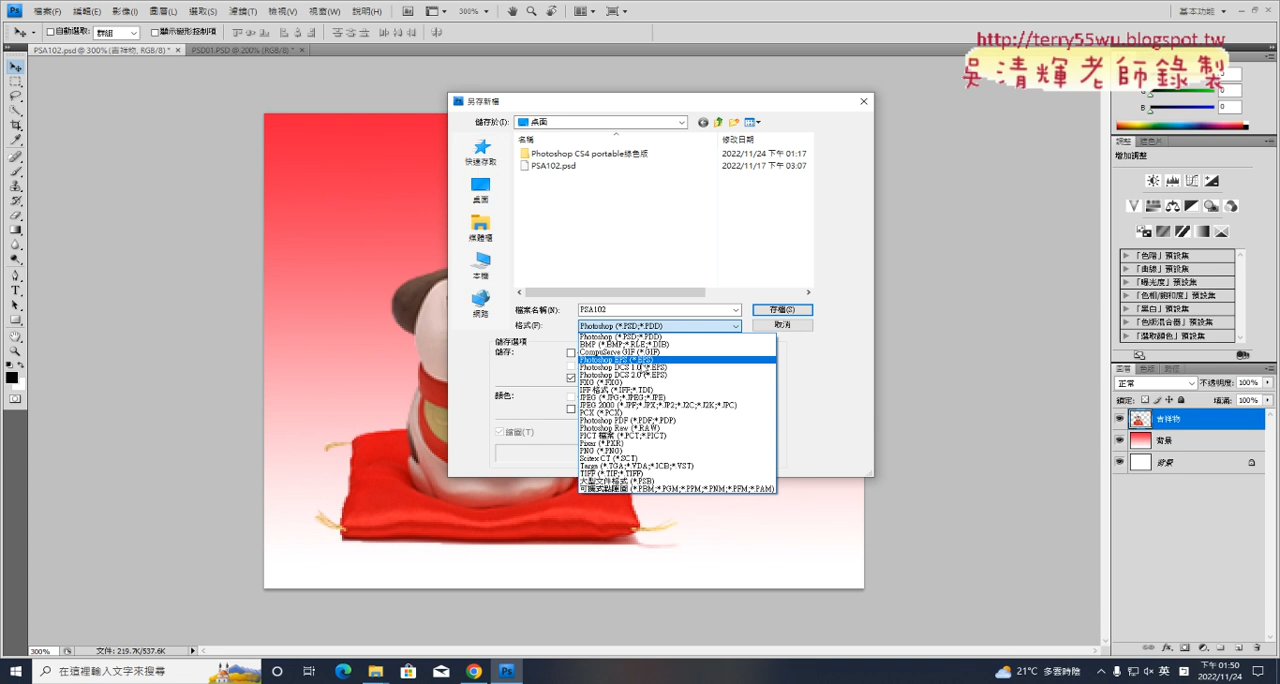 檔案(F) 編輯(E) 影像(I) 圖層(L) 選取(S) 濾鏡(T) 檢視(V) 視窗(W) 說明(H) 300% 基本功能
自動選取: 群組 顯示變形控制項
PSA102.psd @ 300%(吉祥物, RGB/8) * PSD01.PSD @ 200% (RGB/8) *
http://terry55wu.blogspot.tw
吳清輝老師錄製
0
G 0
B 0
另存新檔
儲存於(I): 桌面
名稱 修改日期
Photoshop CS4 portable綠色版 2022/11/24 下午 01:17
PSA102.psd 2022/11/17 下午 03:07
快速存取
桌面
媒體櫃
本機
網路
檔案名稱(N): PSA102 存檔(S)
格式(F): Photoshop (*.PSD;*.PDD) 取消
儲存選項
儲存:
顏色:
縮圖(T)
Photoshop (*.PSD;*.PDD)
BMP (*.BMP;*.RLE;*.DIB)
CompuServe GIF (*.GIF)
Photoshop EPS (*.EPS)
Photoshop DCS 1.0 (*.EPS)
Photoshop DCS 2.0 (*.EPS)
FXG (*.FXG)
IFF 格式 (*.IFF;*.TDI)
JPEG (*.JPG;*.JPEG;*.JPE)
JPEG 2000 (*.JPF;*.JPX;*.JP2;*.J2C;*.J2K;*.JPC)
PCX (*.PCX)
Photoshop PDF (*.PDF;*.PDP)
Photoshop Raw (*.RAW)
PICT 檔案 (*.PCT;*.PICT)
Pixar (*.PXR)
PNG (*.PNG)
Scitex CT (*.SCT)
Targa (*.TGA;*.VDA;*.ICB;*.VST)
TIFF (*.TIF;*.TIFF)
大型文件格式 (*.PSB)
可攜式點陣圖 (*.PBM;*.PGM;*.PPM;*.PNM;*.PFM;*.PAM)
調整 遮色片
增加調整
「色階」預設集
「曲線」預設集
「曝光度」預設集
「色相/飽和度」預設集
「黑白」預設集
「色版混合器」預設集
「選取顏色」預設集
圖層 色版 路徑
正常 不透明度: 100%
鎖定: 填滿: 100%
吉祥物
背景
背景
300% 文件: 219.7K/537.6K
在這裡輸入文字來搜尋
21°C 多雲時陰 英
下午 01:50
2022/11/24